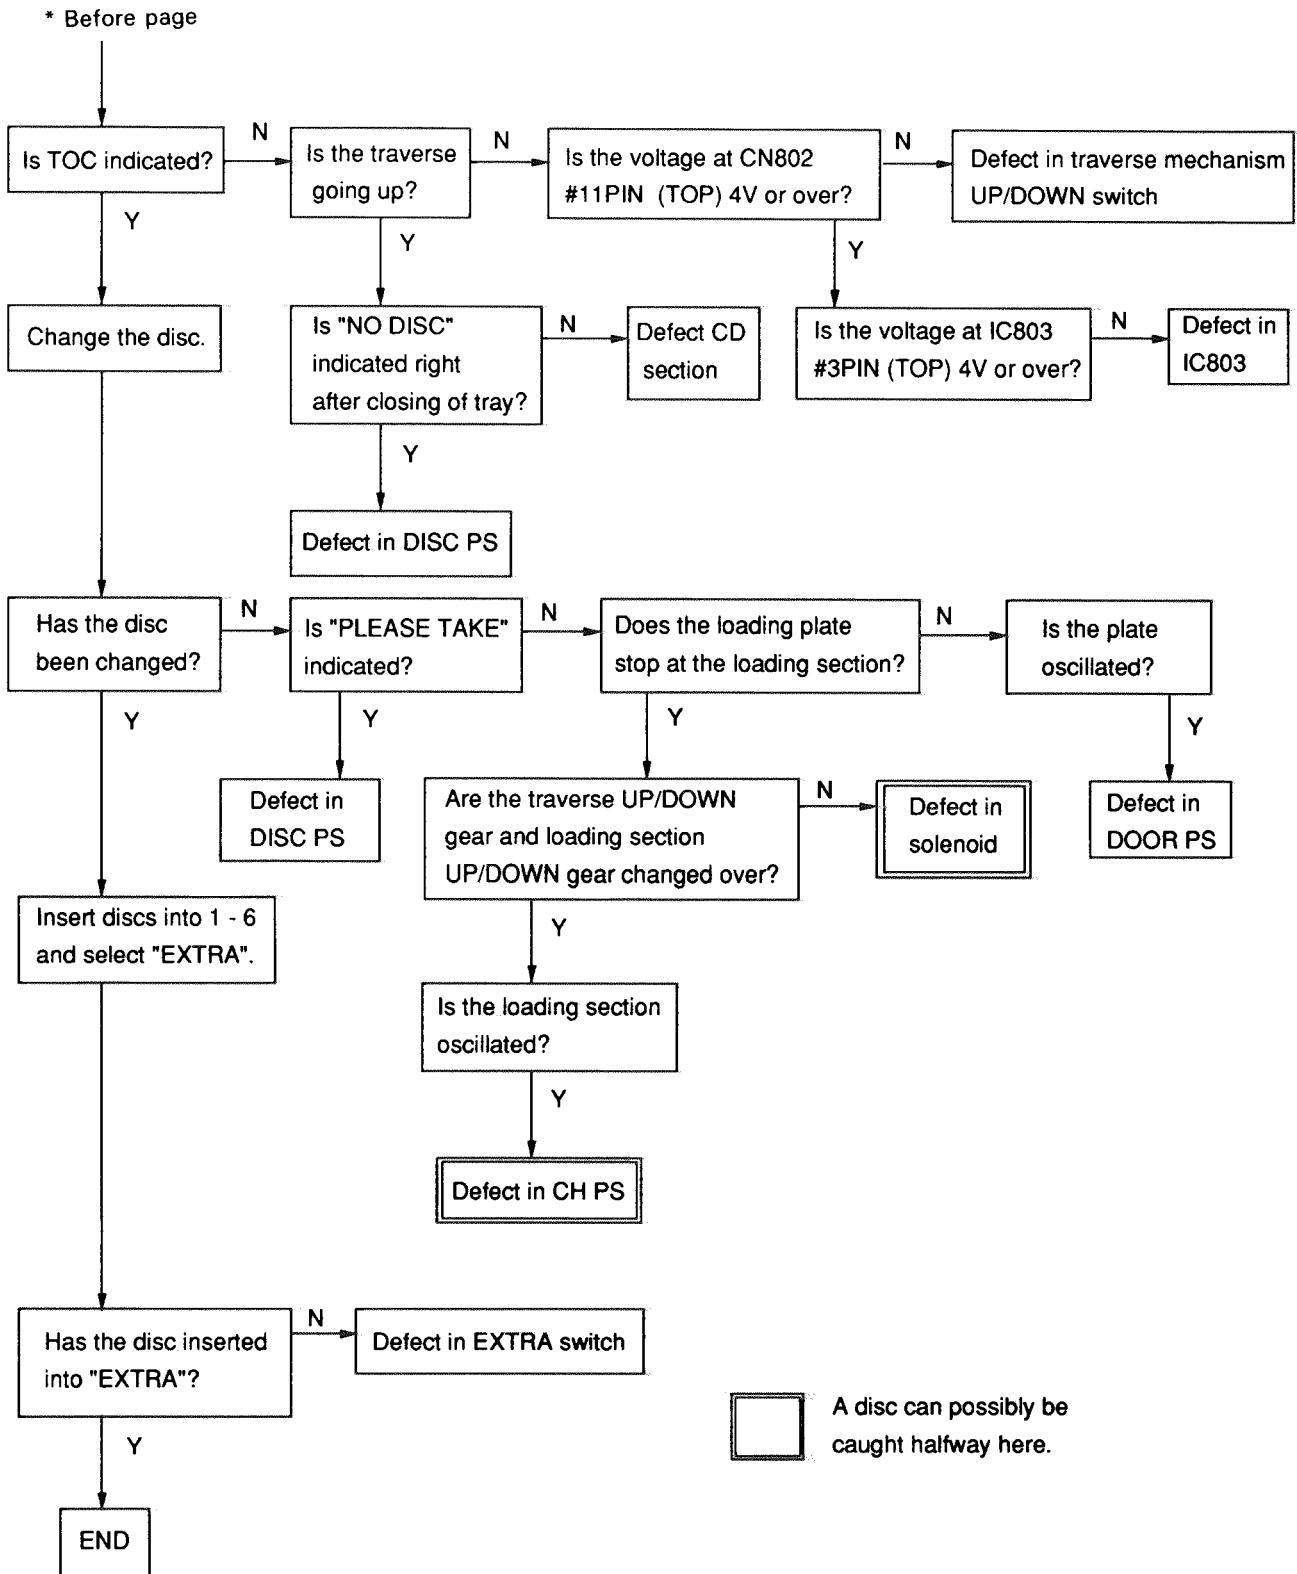 * Before page
Is TOC indicated?
N
Is the traverse
going up?
N
Is the voltage at CN802
#11PIN (TOP) 4V or over?
N
Defect in traverse mechanism
UP/DOWN switch
Y
Y
Y
Change the disc.
Is "NO DISC"
indicated right
after closing of tray?
N
Defect CD
section
Is the voltage at IC803
#3PIN (TOP) 4V or over?
N
Defect in
IC803
Y
Defect in DISC PS
Has the disc
been changed?
N
Is "PLEASE TAKE"
indicated?
N
Does the loading plate
stop at the loading section?
N
Is the plate
oscillated?
Y
Y
Y
Y
Defect in
DISC PS
Are the traverse UP/DOWN
gear and loading section
UP/DOWN gear changed over?
N
Defect in
solenoid
Defect in
DOOR PS
Insert discs into 1 - 6
and select "EXTRA".
Y
Is the loading section
oscillated?
Y
Defect in CH PS
Has the disc inserted
into "EXTRA"?
N
Defect in EXTRA switch
A disc can possibly be
caught halfway here.
Y
END